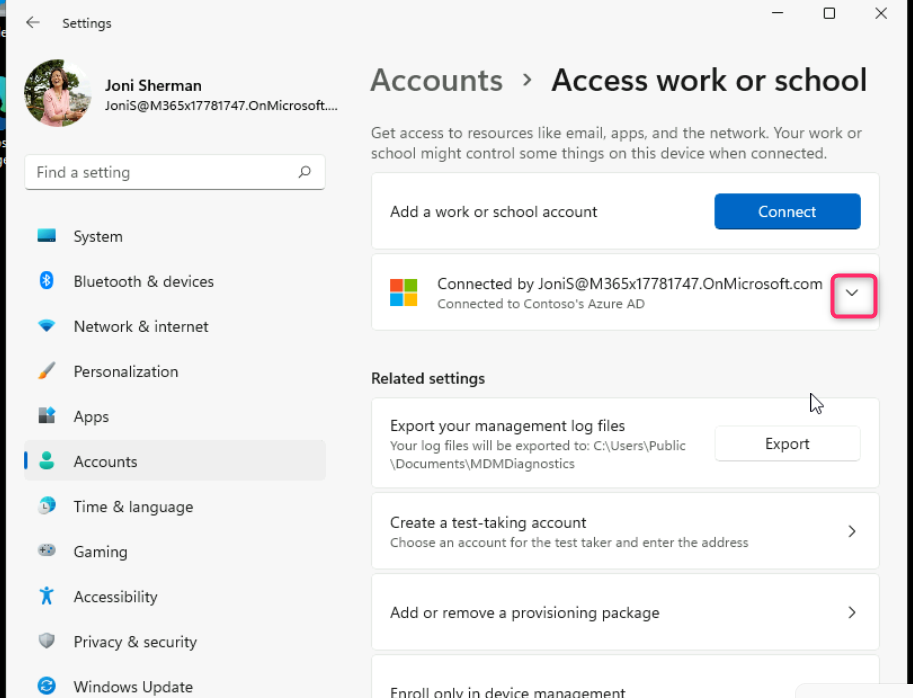 Settings
Joni Sherman
JoniS@M365x17781747.OnMicrosoft....
Find a setting
System
Bluetooth & devices
Network & internet
Personalization
Apps
Accounts
Time & language
Gaming
Accessibility
Privacy & security
Windows Update
Accounts > Access work or school
Get access to resources like email, apps, and the network. Your work or
school might control some things on this device when connected.
Add a work or school account
Connect
Connected by JoniS@M365x17781747.OnMicrosoft.com
Connected to Contoso's Azure AD
Related settings
Export your management log files
Your log files will be exported to: C:\Users\Public
\Documents\MDMDiagnostics
Export
Create a test-taking account
Choose an account for the test taker and enter the address
Add or remove a provisioning package
Enroll only in device management